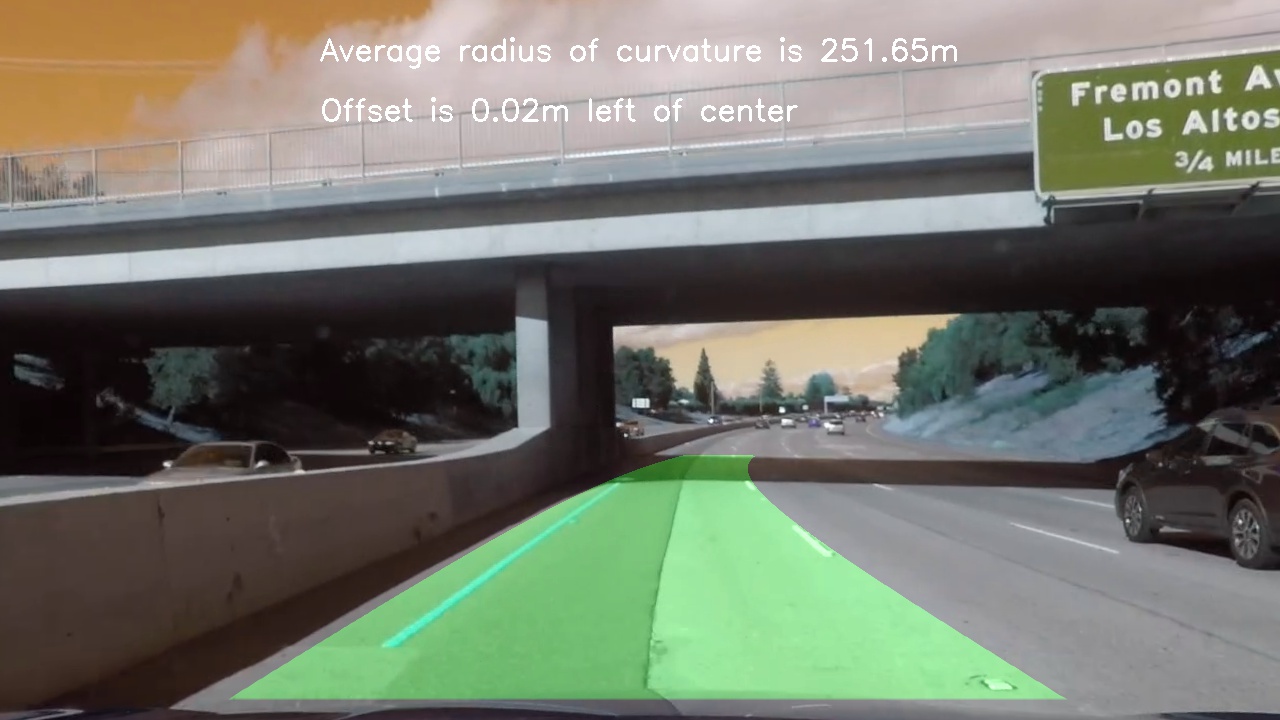 Average radius of curvature is 251.65m
Offset is 0.02m left of center
Fremont
Los Altos
3/4 MILE